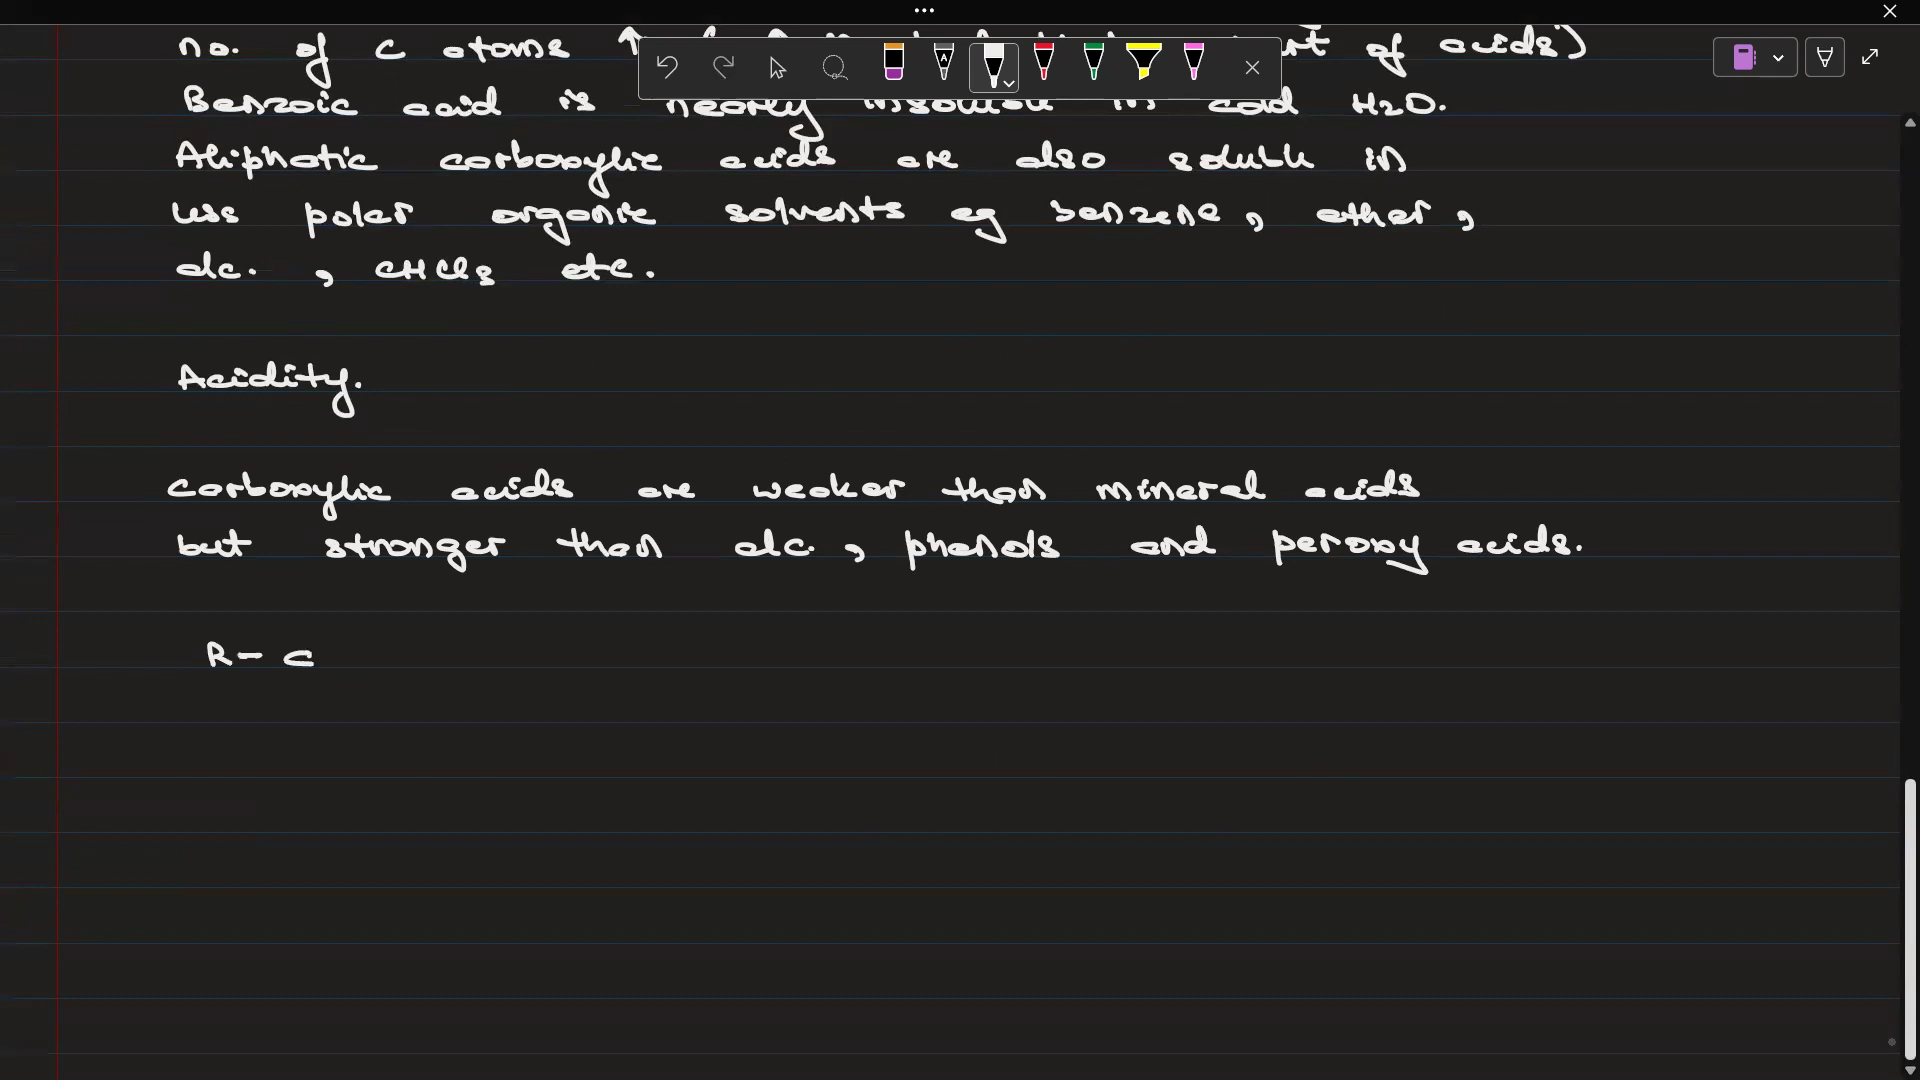 no. of C atoms ↑ of acids)
Benzoic acid is nearly insoluble in cold H2O.
Aliphatic carboxylic acids are also soluble in
less polar organic solvents eg benzene, ether,
alc., CHCl3 etc.
Acidity.
Carboxylic acids are weaker than mineral acids
but stronger than alc., phenols and peroxy acids.
R- C